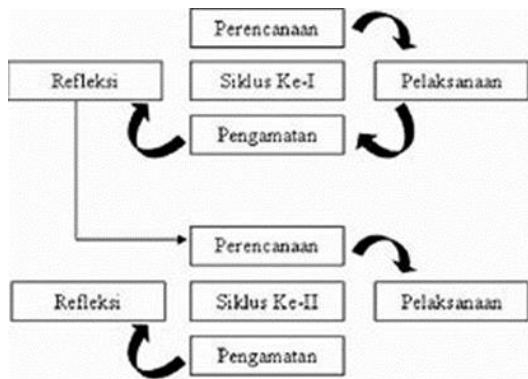 Perencanaan
Refleksi
Siklus Ke-I
Pelaksanaan
Pengamatan
Perencanaan
Refleksi
Siklus Ke-II
Pelaksanaan
Pengamatan